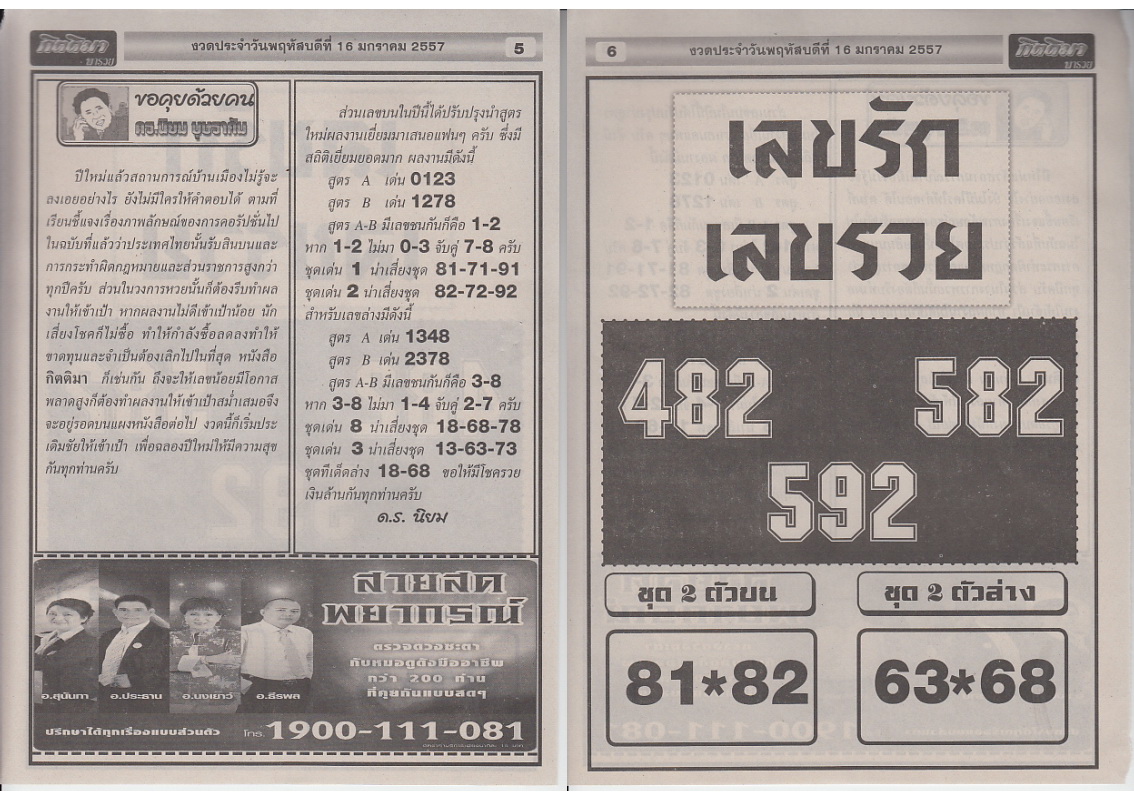 กิตติมา
พารวย
งวดประจำวันพฤหัสบดีที่ 16 มกราคม 2557
5
ขอคุยด้วยคน
ดร.นิยม บุษราคัม
ปีใหม่แล้วสถานการณ์บ้านเมืองไม่รู้จะ
ลงเอยอย่างไร ยังไม่มีใครให้คำตอบได้ ตามที่
เรียนชี้แจงเรื่องภาพลักษณ์ของการคอรัปชั่นไป
ในฉบับที่แล้วว่าประเทศไทยนั้นรับสินบนและ
การกระทำผิดกฎหมายและส่วนราชการสูงกว่า
ทุกปีครับ ส่วนในวงการหวยนั้นก็ต้องรีบทำผล
งานให้เข้าเป้า หากผลงานไม่ดีเข้าเป้าน้อย นัก
เสี่ยงโชคก็ไม่ซื้อ ทำให้กำลังซื้อลดลงทำให้
ขาดทุนและจำเป็นต้องเลิกไปในที่สุด หนังสือ
กิตติมา ก็เช่นกัน ถึงจะให้เลขน้อยมีโอกาส
พลาดสูงก็ต้องทำผลงานให้เข้าเป้าสม่ำเสมอจึง
จะอยู่รอดบนแผงหนังสือต่อไป งวดนี้ก็เริ่มประ
เดิมชัยให้เข้าเป้า เพื่อฉลองปีใหม่ให้มีความสุข
กันทุกท่านครับ
ส่วนเลขบนในปีนี้ได้ปรับปรุงนำสูตร
ใหม่ผลงานเยี่ยมมาเสนอแฟนๆ ครับ ซึ่งมี
สถิติเยี่ยมยอดมาก ผลงานมีดังนี้
สูตร A เด่น 0123
สูตร B เด่น 1278
สูตร A-B มีเลขชนกันก็คือ 1-2
หาก 1-2 ไม่มา 0-3 จับคู่ 7-8 ครับ
ชุดเด่น 1 น่าเสี่ยงชุด 81-71-91
ชุดเด่น 2 น่าเสี่ยงชุด 82-72-92
สำหรับเลขล่างมีดังนี้
สูตร A เด่น 1348
สูตร B เด่น 2378
สูตร A-B มีเลขชนกันก็คือ 3-8
หาก 3-8 ไม่มา 1-4 จับคู่ 2-7 ครับ
ชุดเด่น 8 น่าเสี่ยงชุด 18-68-78
ชุดเด่น 3 น่าเสี่ยงชุด 13-63-73
ชุดทีเด็ดล่าง 18-68 ขอให้มีโชครวย
เงินล้านกันทุกท่านครับ
ด.ร. นิยม
สายสด
พยากรณ์
ตรวจดวงชะตา
กับหมอดูดังมืออาชีพ
กว่า 200 ท่าน
ที่คุยกันแบบสดๆ
อ.สุนันทา อ.ประธาน อ.นงเยาว์ อ.ธีรพล
ปรึกษาได้ทุกเรื่องแบบส่วนตัว โทร. 1900-111-081
6
งวดประจำวันพฤหัสบดีที่ 16 มกราคม 2557
กิตติมา
พารวย
เลขรัก
เลขรวย
482 582
592
ชุด 2 ตัวบน ชุด 2 ตัวล่าง
81*82 63*68